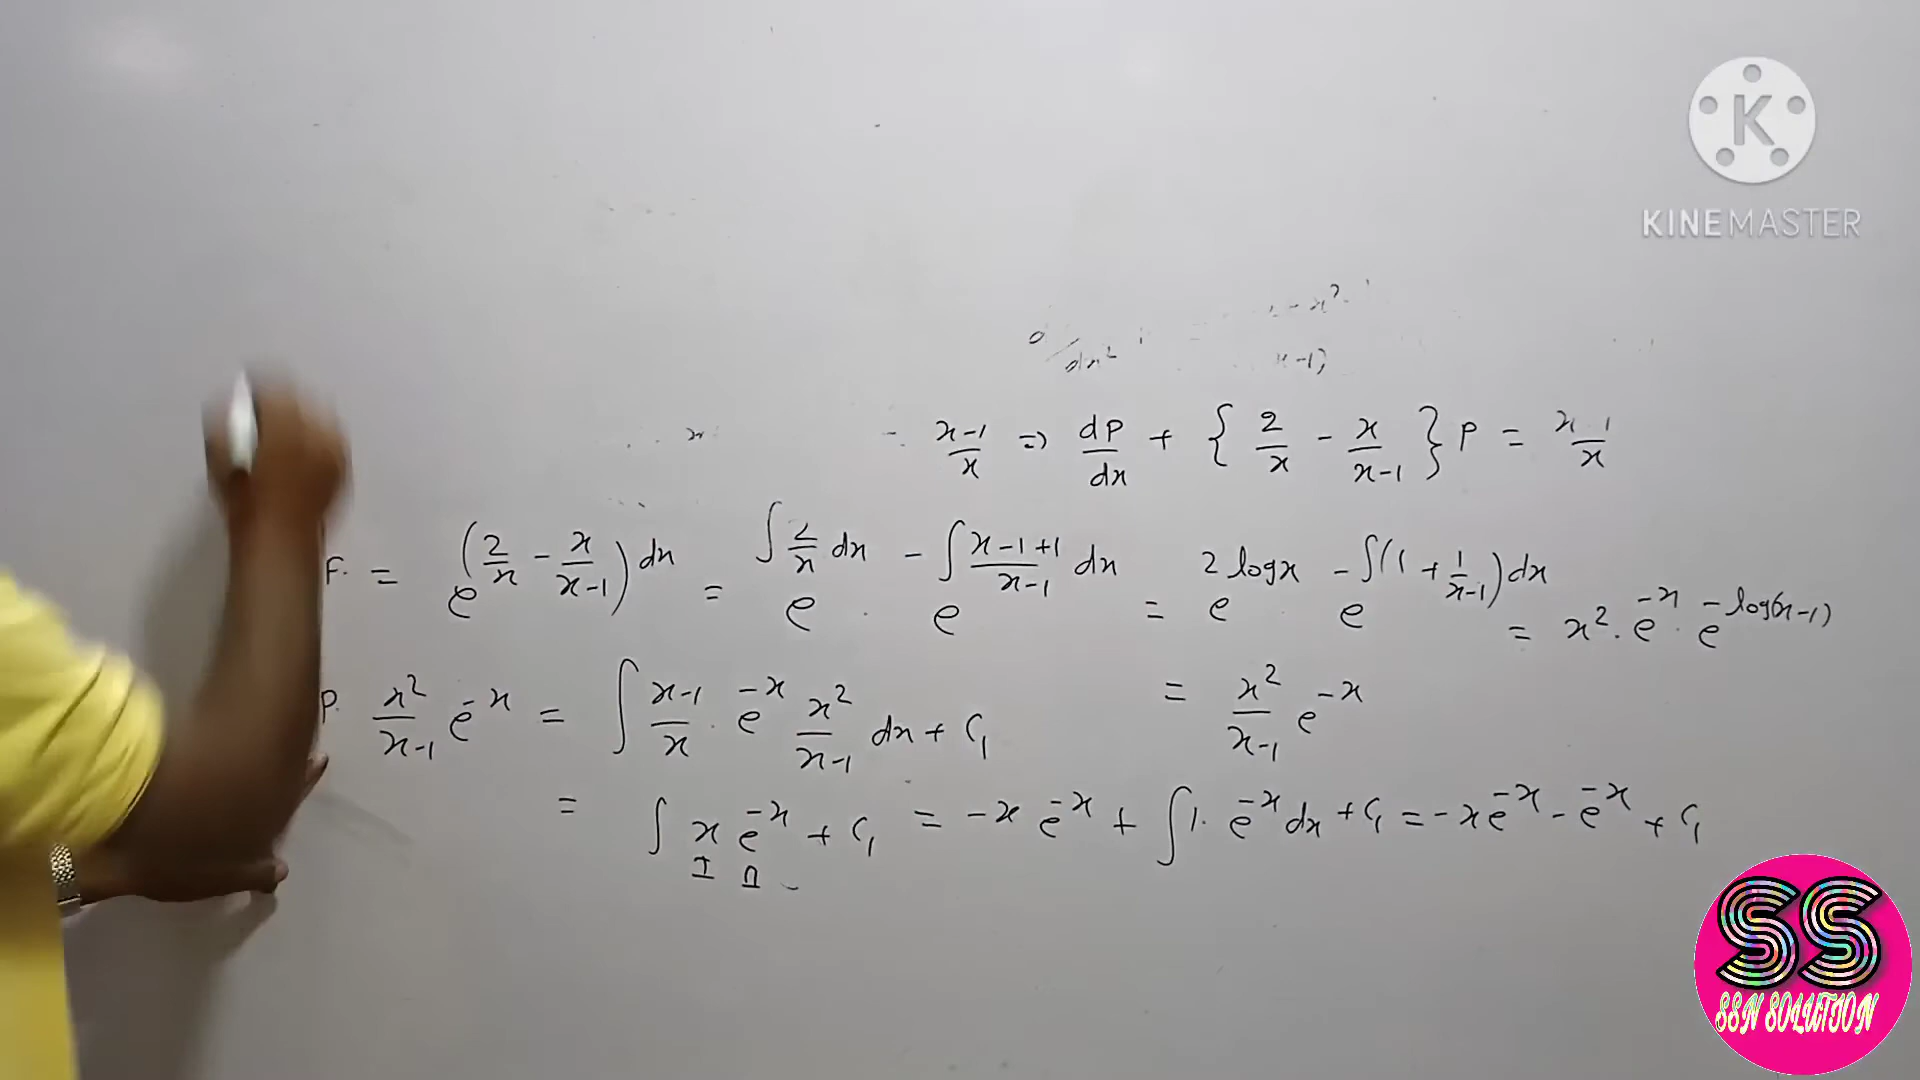 KINEMASTER
x-1/x ⇒ dP/dx + { 2/x - x/x-1 } P = x-1/x
F. = e^(2/x - x/x-1)dx = e^∫2/x dx . e^-∫x-1+1/x-1 dx = e^2logx . e^-∫(1+1/x-1)dx = x². e^-x . e^-log(x-1)
= x²/x-1 e^-x
P. x²/x-1 e^-x = ∫ x-1/x . e^-x x²/x-1 dx + C₁
= ∫ x e^-x + C₁ = -x e^-x + ∫1. e^-x dx + C₁ = -xe^-x - e^-x + C₁
I II
SS
SSN SOLUTION